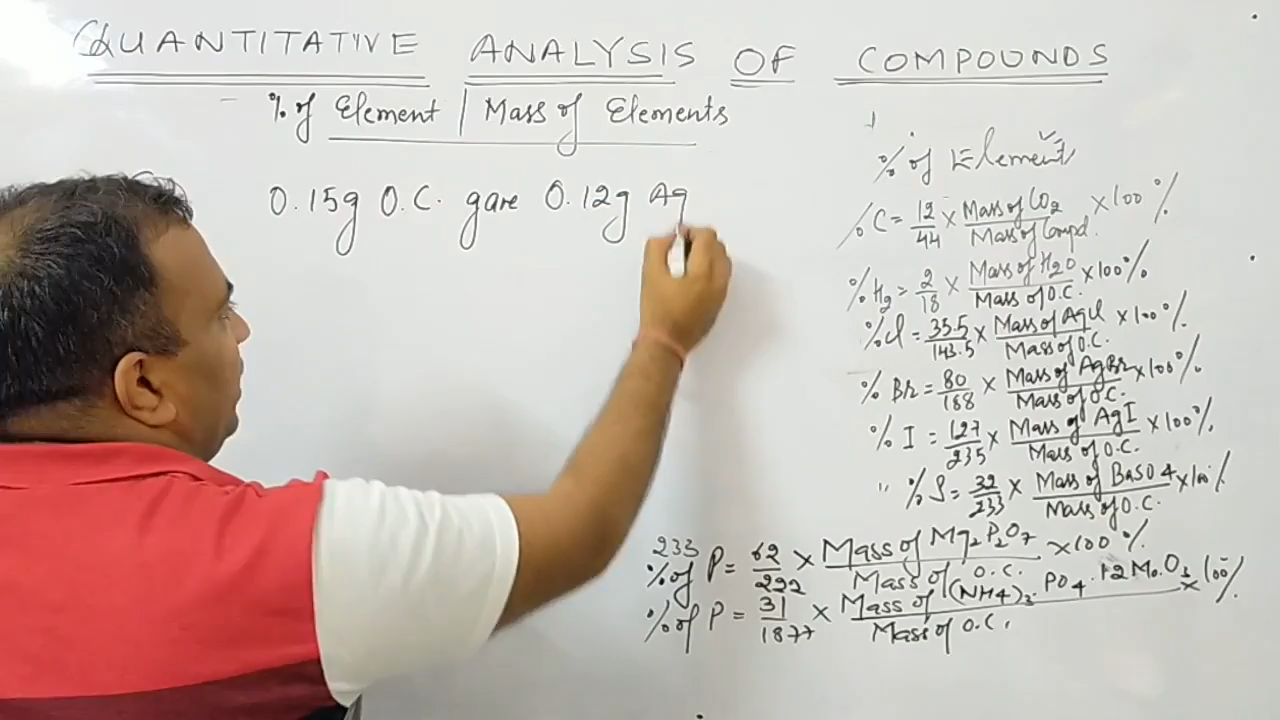 QUANTITATIVE ANALYSIS OF COMPOUNDS
% of Element | Mass of Elements
0.15g O.C. gave 0.12g Ag
% of Element
% C = 12/44 × Mass of CO2/Mass of Compd. × 100%
% H2 = 2/18 × Mass of H2O/Mass of O.C. × 100%
% Cl = 35.5/143.5 × Mass of AgCl/Mass of O.C. × 100%
% Br = 80/188 × Mass of AgBr/Mass of O.C. × 100%
% I = 127/235 × Mass of AgI/Mass of O.C. × 100%
" % S = 32/233 × Mass of BaSO4/Mass of O.C. × 100%
233
% of P = 62/222 × Mass of Mg2P2O7/Mass of O.C. × 100%
% of P = 31/1877 × Mass of (NH4)3.PO4.12MoO3/Mass of O.C. × 100%